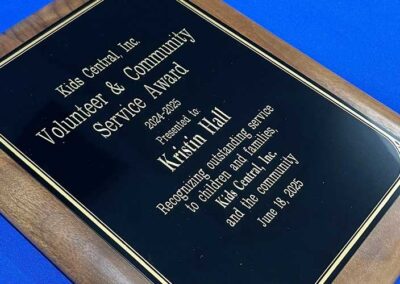 Kids Central, Inc.
Volunteer & Community
Service Award
2024-2025
Presented to:
Kristin Hall
Recognizing outstanding service
to children and families,
Kids Central, Inc.
and the community
June 18, 2025